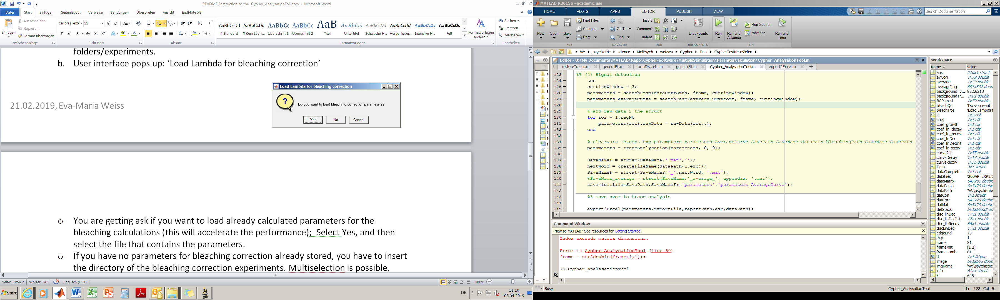 README_Instruction to the Cypher_AnalysationToll.docx - Microsoft Word
Datei Start Einfügen Seitenlayout Verweise Sendungen Überprüfen Ansicht EndNote X8
Einfügen
Ausschneiden
Kopieren
Format übertragen
Zwischenablage
Calibri (Textk 11
Schriftart
Absatz
AaBbCcDd AaBbCcDd AaBbCc AaBbCc AaB AaBbCcI AaBbCcDd AaBbCcDd AaBbCcDc AaBbCcDc
¶ Standard ¶ Kein Leerr... Überschrift 1 Überschrift 2 Titel Untertitel Schwache H... Hervorhebu... Intensive H... Fett
Formatvorlagen
Formatvorlagen ändern
Suchen
Ersetzen
Markieren
Bearbeiten
folders/experiments.
b. User interface pops up: ‘Load Lambda for bleaching correction’
Load Lambda for bleaching correction
Do you want to load bleaching correction parameters?
Yes No Cancel
21.02.2019, Eva-Maria Weiss
o You are getting ask if you want to load already calculated parameters for the
bleaching calculations (this will accelerate the performance); Select Yes, and then
select the file that contains the parameters.
o If you have no parameters for bleaching correction already stored, you have to insert
the directory of the bleaching correction experiments. Multiselection is possible,
Seite: 1 von 2 Wörter: 545 Englisch (USA) 190 %
Start
DE 11:10
05.04.2019
MATLAB R2015b - academic use
HOME PLOTS APPS EDITOR PUBLISH VIEW
Search Documentation
New Open Save
Find Files
Compare
Print
FILE
Go To
Find
NAVIGATE
Insert
Comment
Indent
EDIT
Breakpoints
BREAKPOINTS
Run
Run and Advance
Run Section
Advance
Run and Time
RUN
W: psychiatrie science MolPsych weissea Cypher Dani CypherTestNeueZellen
Editor - U:\My Documents\MATLAB\Repo\Cypher-Software\MultipleStimulation\ParamterCalculation\Cypher_AnalysationTool.m
restoreTraces.m generalFit.m formDiscrete.m generalFit.m Cypher_AnalysationTool.m export2Excel.m
123 %% (4) Signal detection
124 toc
125 cuttingWindow = 3;
126 parameters = searchResp(dataCorrSmth, frame, cuttingWindow);
127 parameters_AverageCurve = searchResp(averageCurvecorr, frame, cuttingWindow);
128
129 % add raw data 2 the struct
130 for roi = 1:regNb
131 parameters(roi).rawData = rawData(roi,:);
132 end
133
134 % clearvars -except exp parameters parameters_AverageCurve SavePath SaveName dataPath bleachingPath SaveName SavePath
135 parameters = traceAnalysation(parameters, 0, 0);
136
137 SaveNameF = strrep(SaveName,'.mat','');
138 nextWord = createFileName(dataPath{1,exp});
139 SaveNameF = strcat(SaveNameF,'_',nextWord, '.mat');
140 %SaveName_average = strcat(SaveName,'_average_', appendix, '.mat');
141 save(fullfile(SavePath,SaveNameF),'parameters','parameters_AverageCurve');
142
143 %% move over to trace analysis
144
145 export2Excel(parameters,reportFile,reportPath,exp,dataPath);
Command Window
New to MATLAB? See resources for Getting Started.
Index exceeds matrix dimensions.
Error in Cypher_AnalysationTool (line 60)
frame = str2double(frame{1,1});
>> Cypher_AnalysationTool
Busy
Cypher_AnalysationTool Ln 128 Col 5
Workspace
Name Value
ans 210x1 struct
avCorr 1x79 double
average 1x79 double
averageImg 501x502 doub
background_v... 852.6213
backgroundTr... 1x81 double
BGParsed 1x79 double
bleachQu 'Do you want t
bleachTitle 'Load Lambda f
C 1x2 cell
coef 1x1 cfit
coef_growth 1x1 cfit
coef_lin_decay 1x1 cfit
coef_lin_recov 1x1 cfit
coef_linDec 1x1 cfit
coef_linDecInit 1x1 cfit
coef_linRecov 1x1 cfit
curve2fit 1x55 double
curveDecay 1x17 double
curveRecov 1x55 double
Data 3x1 struct
dataComplete 1x1 cell
dataFiles '200AP_EXP1.t
dataMatrix 645x81 double
dataParsed 645x79 double
dataPath 'W:\psychiatrie
datCon 1x1 struct
datCorr 645x79 double
datMat 645x79 double
detStack 501x502x8 do
disc_linDec 17x1 double
disc_linDecInit 17x1 double
disc_linRecov 55x1 double
discLinDec 17x1 double
edgeEnd 75
exp 1
frame 81
frameMat [1 2]
framenumb 81
ft 1x1 fittype
image 501x502 doub
imgName 'W:\psychiatrie
info 81x1 struct
k 645